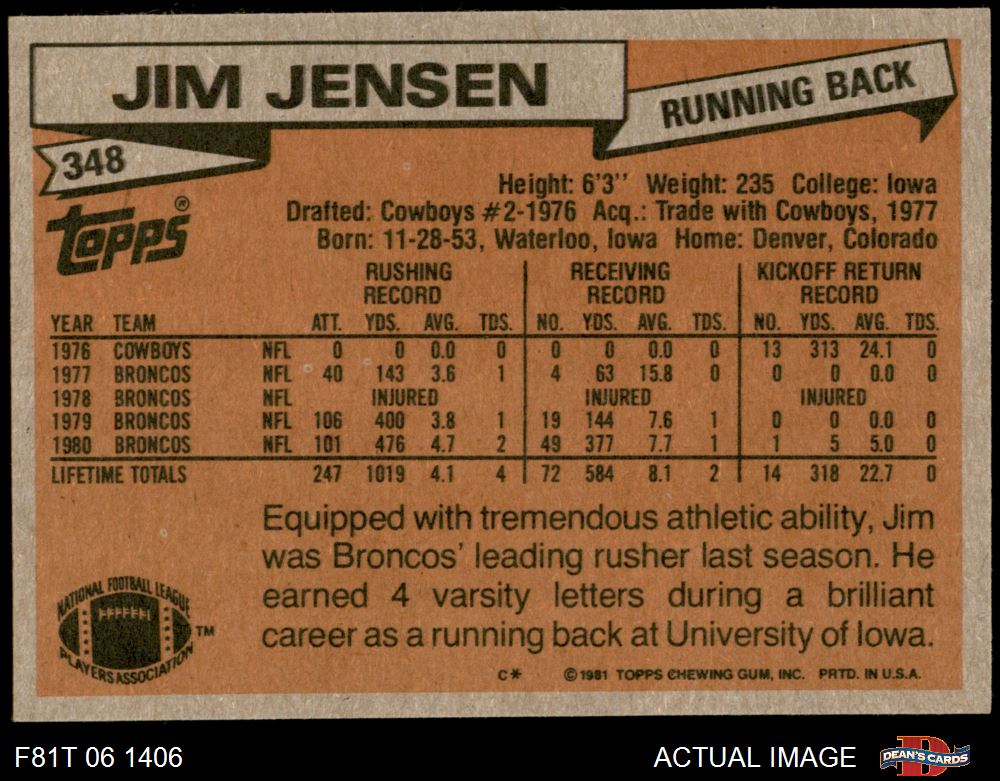 JIM JENSEN
RUNNING BACK
348
Topps®
Height: 6'3'' Weight: 235 College: Iowa
Drafted: Cowboys #2-1976 Acq.: Trade with Cowboys, 1977
Born: 11-28-53, Waterloo, Iowa Home: Denver, Colorado
RUSHING RECEIVING KICKOFF RETURN
RECORD RECORD RECORD
YEAR TEAM ATT. YDS. AVG. TDS. NO. YDS. AVG. TDS. NO. YDS. AVG. TDS.
1976 COWBOYS NFL 0 0 0.0 0 0 0 0.0 0 13 313 24.1 0
1977 BRONCOS NFL 40 143 3.6 1 4 63 15.8 0 0 0 0.0 0
1978 BRONCOS NFL INJURED INJURED INJURED
1979 BRONCOS NFL 106 400 3.8 1 19 144 7.6 1 0 0 0.0 0
1980 BRONCOS NFL 101 476 4.7 2 49 377 7.7 1 1 5 5.0 0
LIFETIME TOTALS 247 1019 4.1 4 72 584 8.1 2 14 318 22.7 0
Equipped with tremendous athletic ability, Jim
was Broncos' leading rusher last season. He
earned 4 varsity letters during a brilliant
career as a running back at University of Iowa.
NATIONAL FOOTBALL LEAGUE
PLAYERS ASSOCIATION
TM
C* ©1981 TOPPS CHEWING GUM, INC. PRTD. IN U.S.A.
F81T 06 1406
ACTUAL IMAGE
DEAN'S CARDS